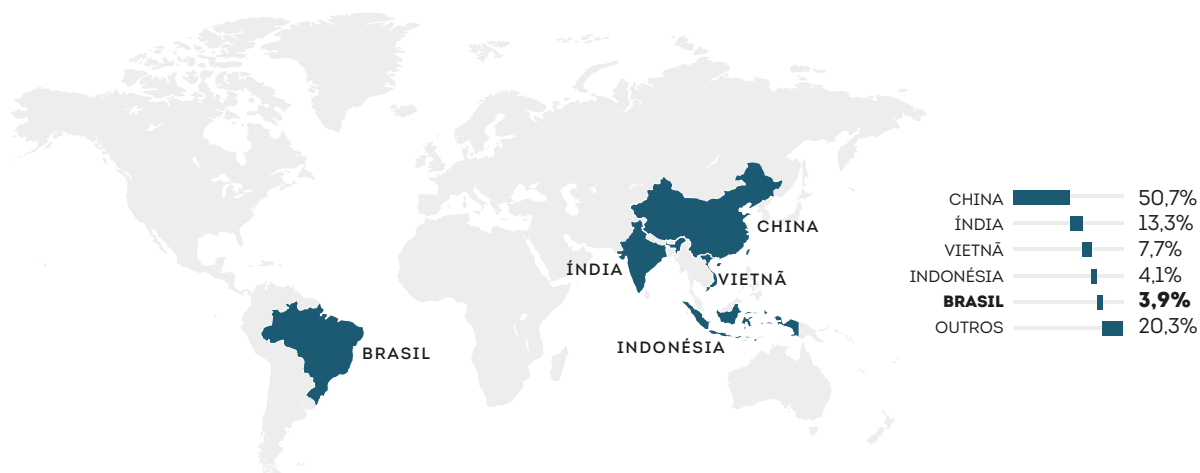 CHINA
ÍNDIA
VIETNÃ
INDONÉSIA
BRASIL
CHINA 50,7%
ÍNDIA 13,3%
VIETNÃ 7,7%
INDONÉSIA 4,1%
BRASIL 3,9%
OUTROS 20,3%